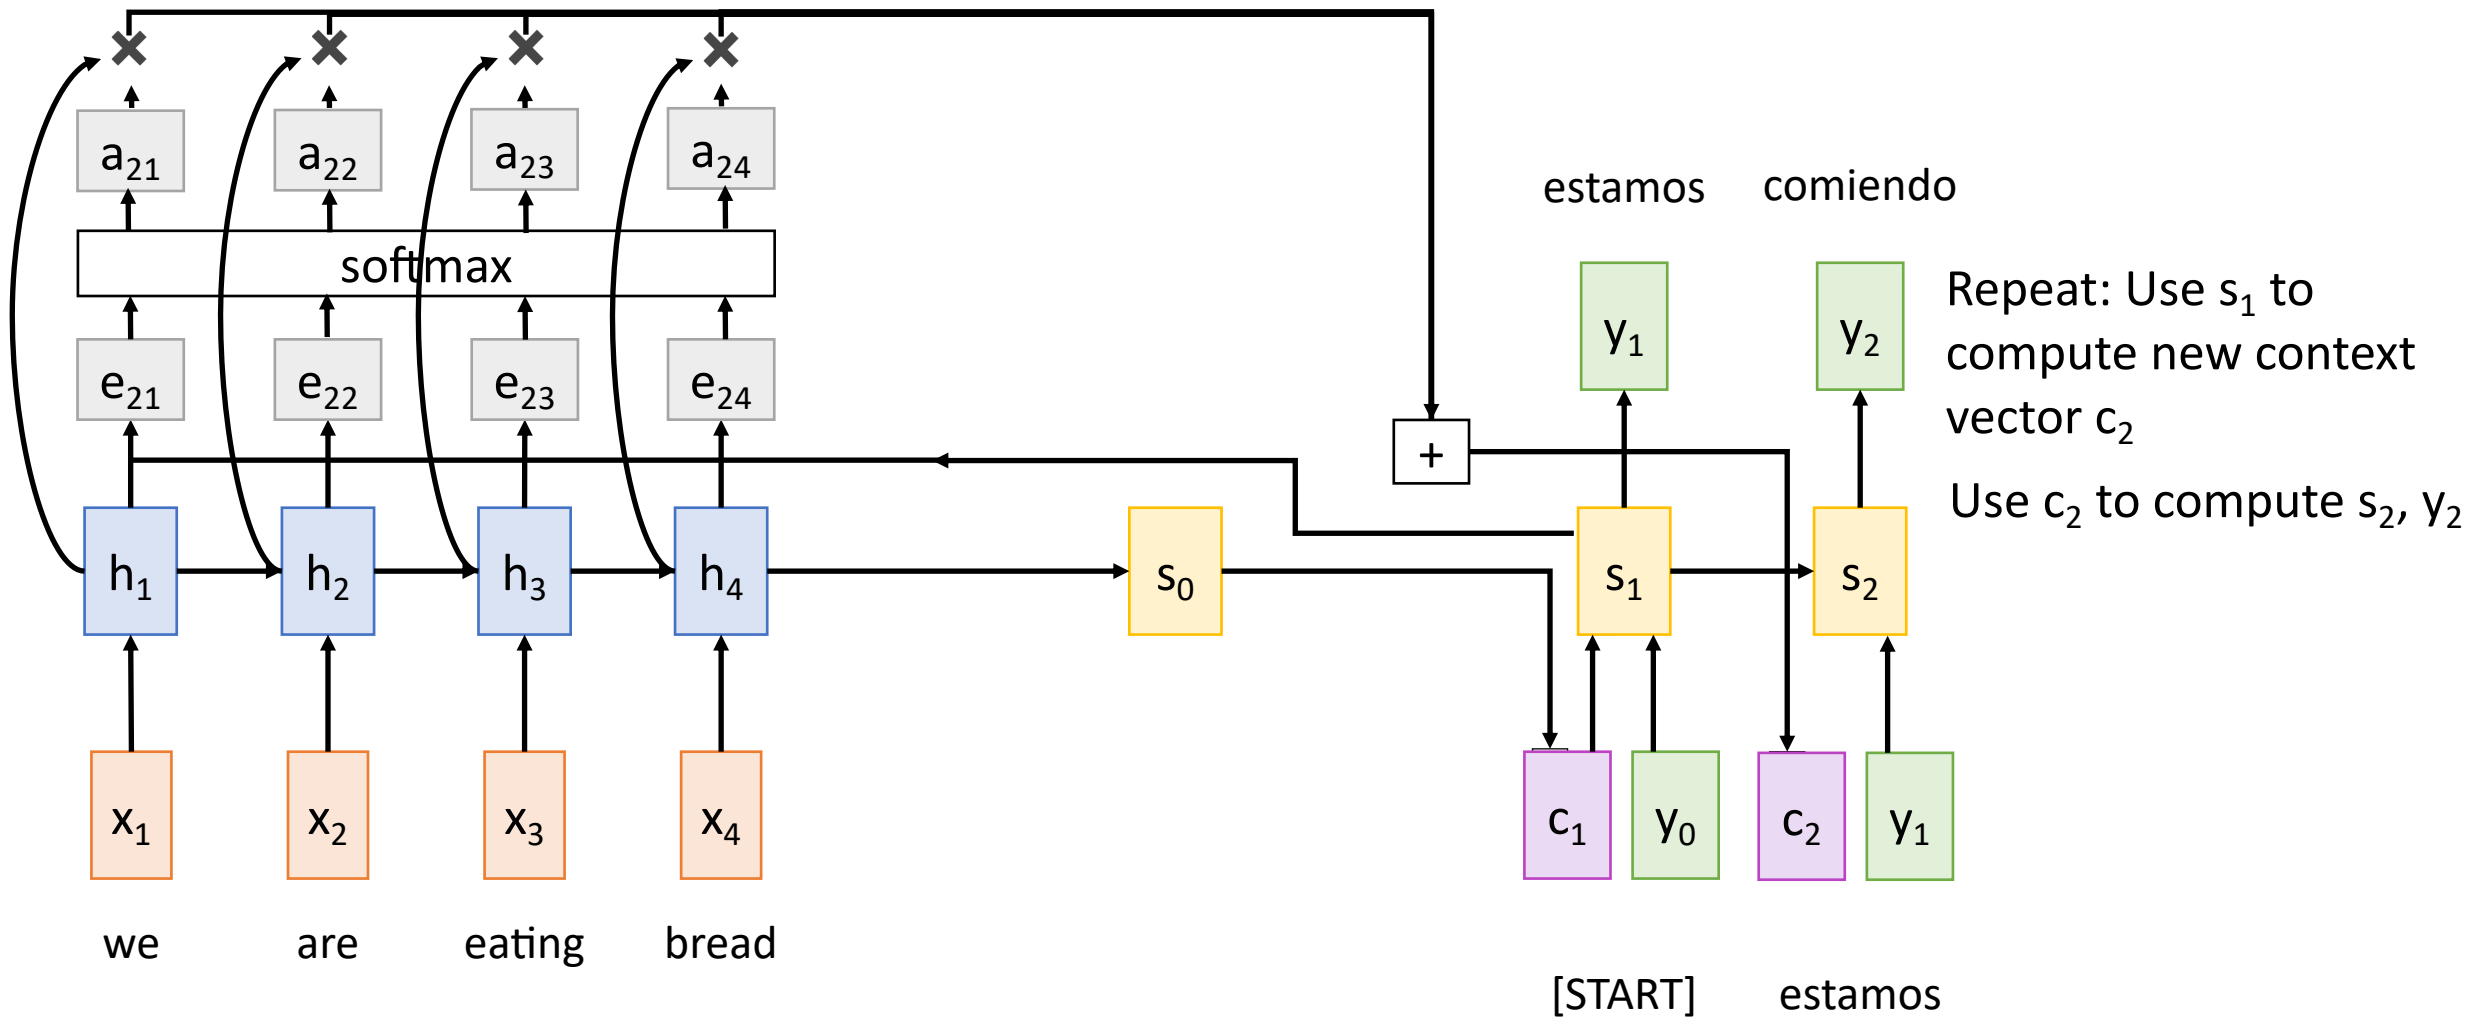 a₂₁ a₂₂ a₂₃ a₂₄
estamos comiendo
softmax
Repeat: Use s₁ to
compute new context
vector c₂
y₁ y₂
e₂₁ e₂₂ e₂₃ e₂₄
+
Use c₂ to compute s₂, y₂
h₁ h₂ h₃ h₄ s₀ s₁ s₂
x₁ x₂ x₃ x₄ c₁ y₀ c₂ y₁
we are eating bread
[START] estamos